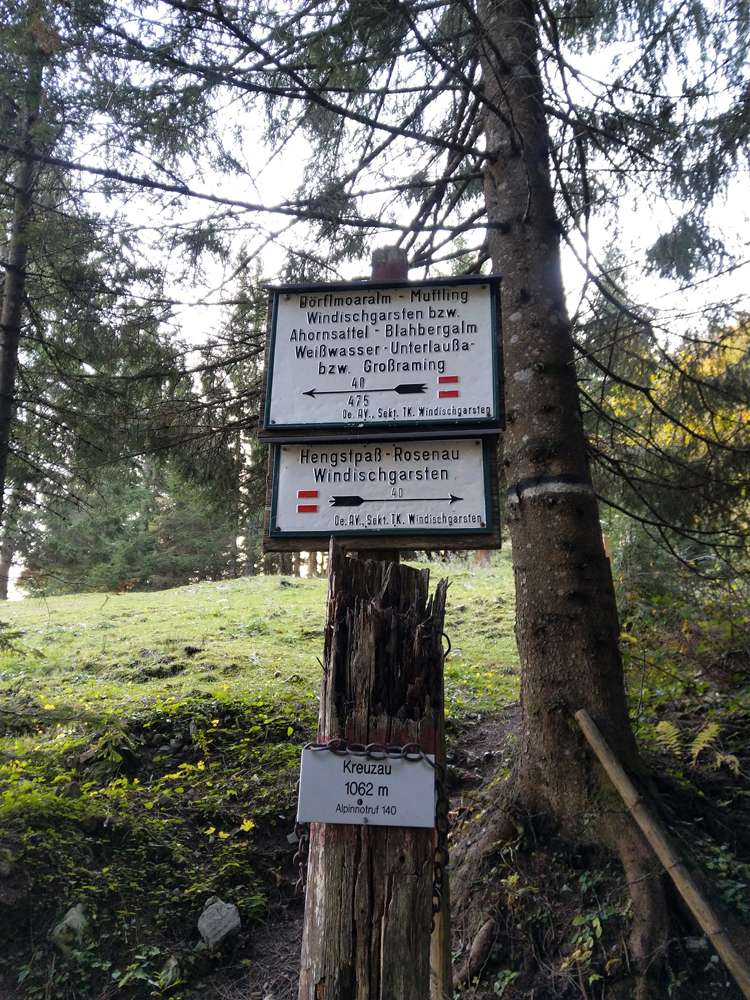 Dörflmoaralm - Muttling
Windischgarsten bzw.
Ahornsattel - Blahbergalm
Weißwasser - Unterlaußa-
bzw. Großraming
40
475
Oe. AV., Sekt. TK. Windischgarsten
Hengstpaß-Rosenau
Windischgarsten
40
Oe. AV., Sekt. TK. Windischgarsten
Kreuzau
1062 m
Alpinnotruf 140